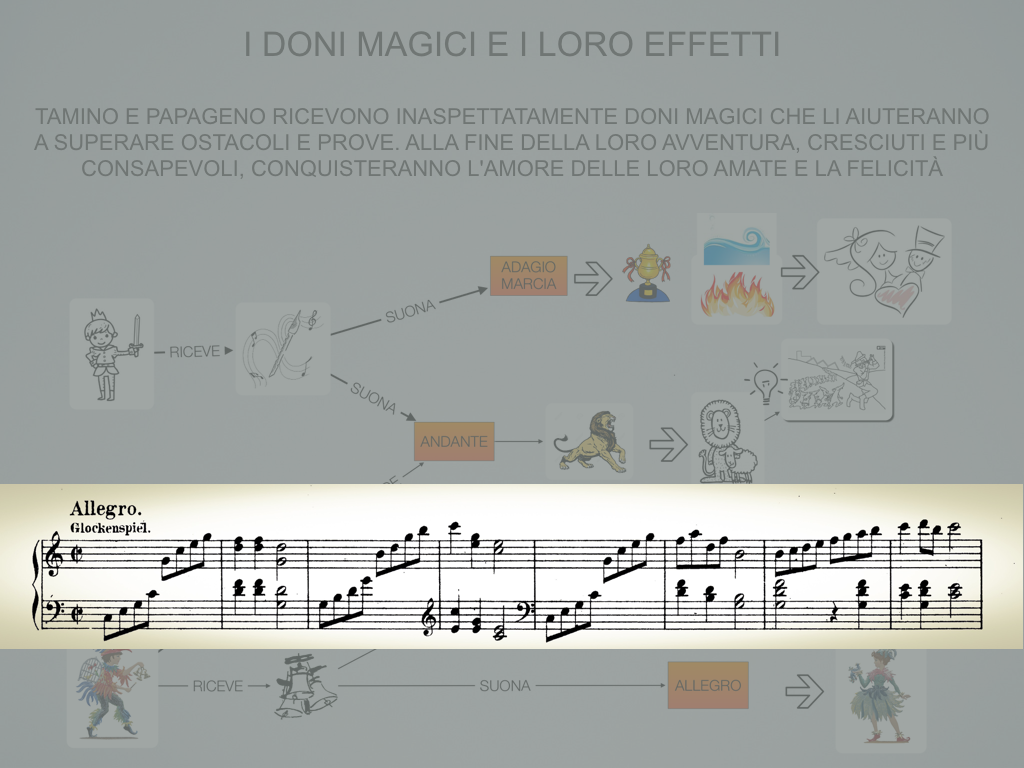 I DONI MAGICI E I LORO EFFETTI
TAMINO E PAPAGENO RICEVONO INASPETTATAMENTE DONI MAGICI CHE LI AIUTERANNO
A SUPERARE OSTACOLI E PROVE. ALLA FINE DELLA LORO AVVENTURA, CRESCIUTI E PIÙ
CONSAPEVOLI, CONQUISTERANNO L'AMORE DELLE LORO AMATE E LA FELICITÀ
ADAGIO
MARCIA
SUONA
RICEVE
SUONA
ANDANTE
Allegro.
Glockenspiel.
RICEVE
SUONA
ALLEGRO